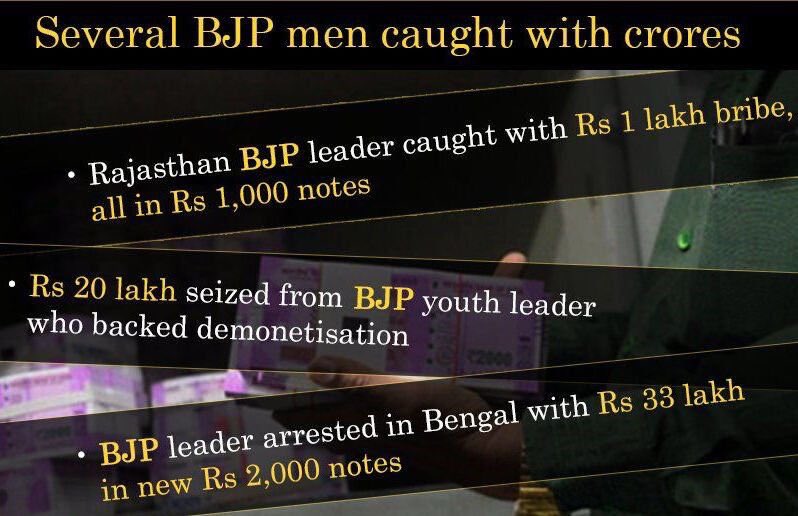 Several BJP men caught with crores
• Rajasthan BJP leader caught with Rs 1 lakh bribe,
all in Rs 1,000 notes
• Rs 20 lakh seized from BJP youth leader
who backed demonetisation
• BJP leader arrested in Bengal with Rs 33 lakh
in new Rs 2,000 notes